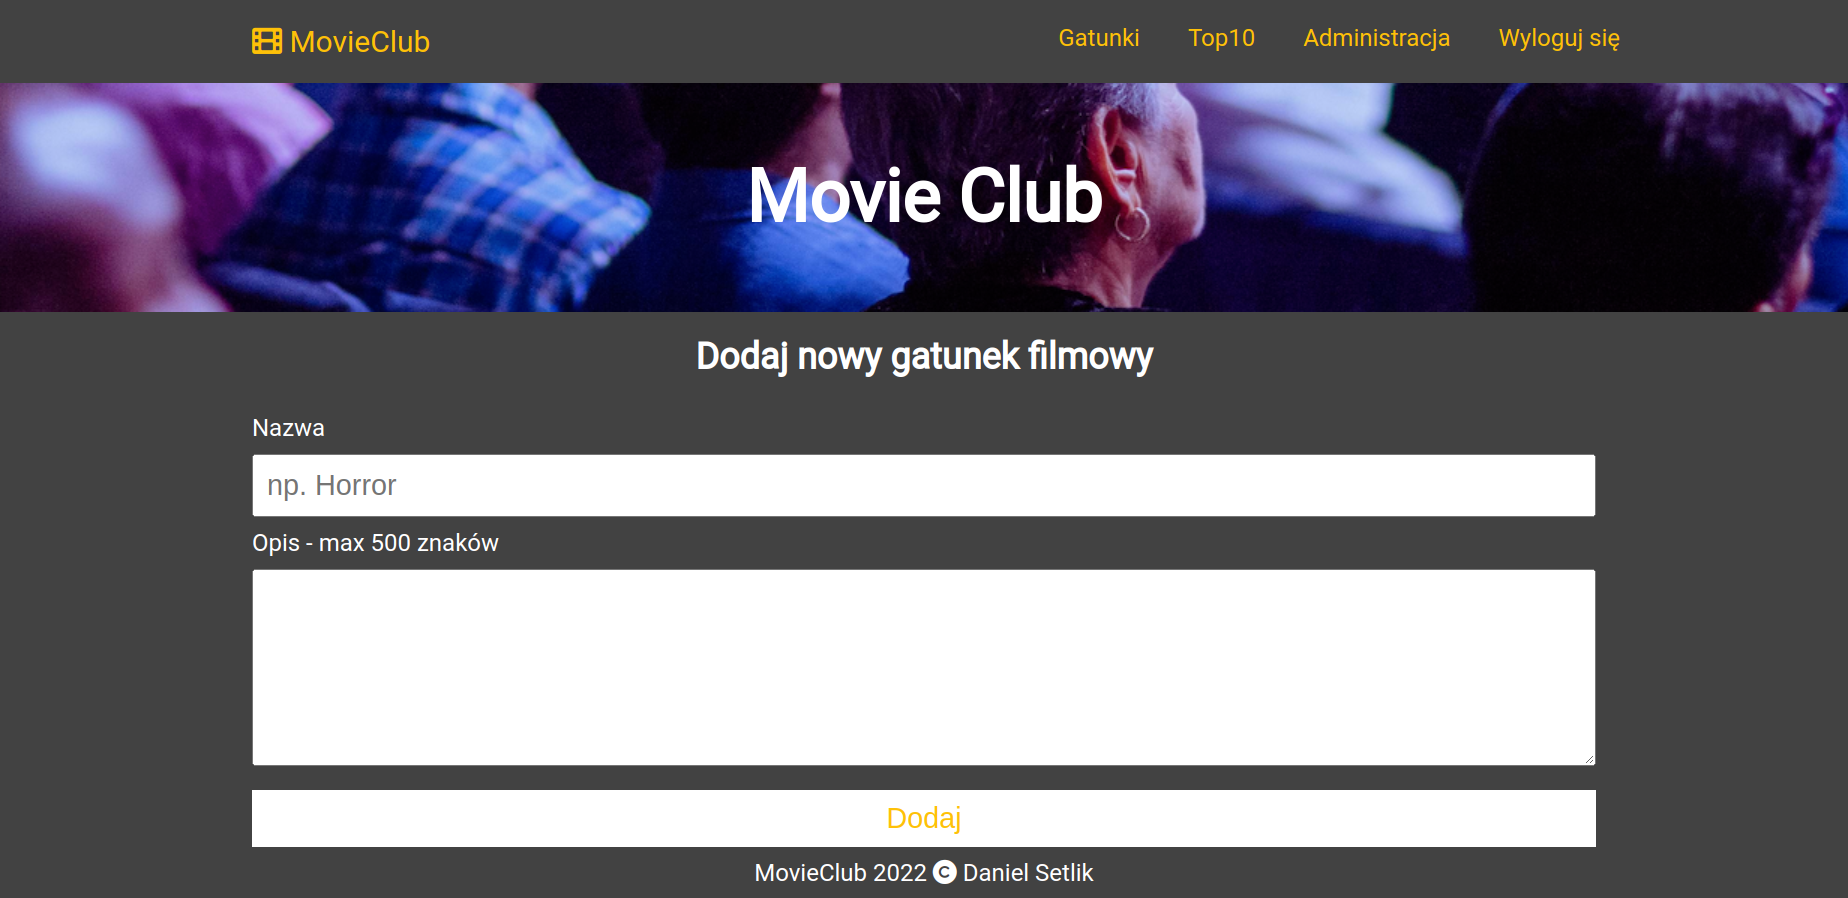 MovieClub
Gatunki Top10 Administracja Wyloguj się
Movie Club
Dodaj nowy gatunek filmowy
Nazwa
np. Horror
Opis - max 500 znaków
Dodaj
MovieClub 2022 © Daniel Setlik